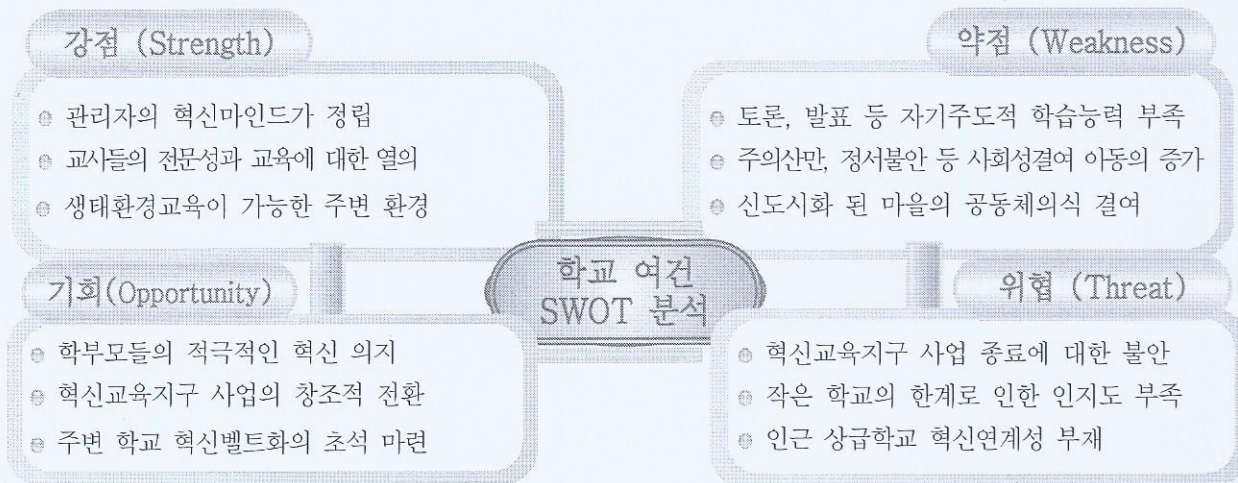 강점 (Strength)
관리자의 혁신마인드가 정립
교사들의 전문성과 교육에 대한 열의
생태환경교육이 가능한 주변 환경
약점 (Weakness)
토론, 발표 등 자기주도적 학습능력 부족
주의산만, 정서불안 등 사회성결여 아동의 증가
신도시화 된 마을의 공동체의식 결여
학교 여건
SWOT 분석
기회(Opportunity)
학부모들의 적극적인 혁신 의지
혁신교육지구 사업의 창조적 전환
주변 학교 혁신벨트화의 초석 마련
위협 (Threat)
혁신교육지구 사업 종료에 대한 불안
작은 학교의 한계로 인한 인지도 부족
인근 상급학교 혁신연계성 부재